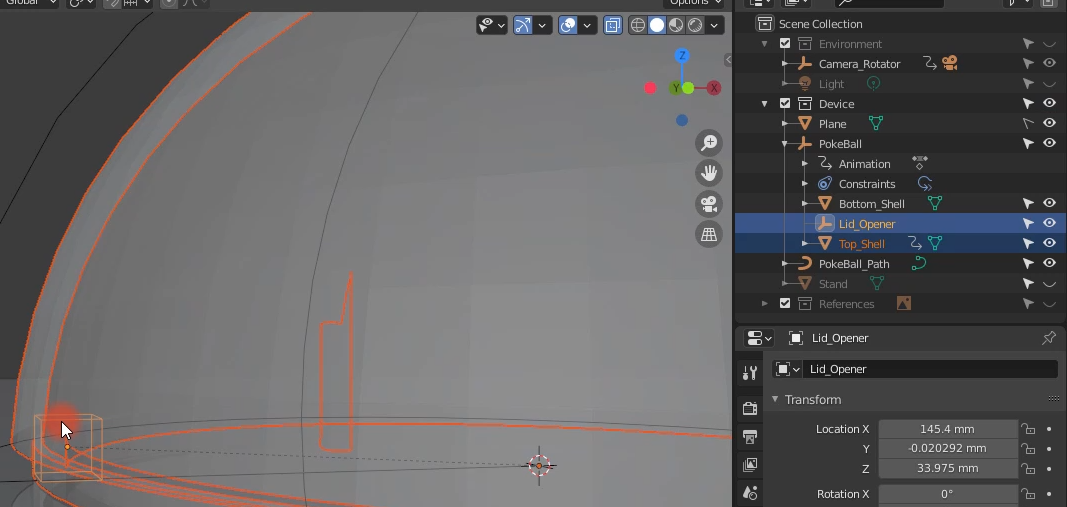 Global
Options
Z
Y
X
Scene Collection
Environment
Camera_Rotator
Light
Device
Plane
PokeBall
Animation
Constraints
Bottom_Shell
Lid_Opener
Top_Shell
PokeBall_Path
Stand
References
Lid_Opener
Lid_Opener
Transform
Location X 145.4 mm
Y -0.020292 mm
Z 33.975 mm
Rotation X 0°